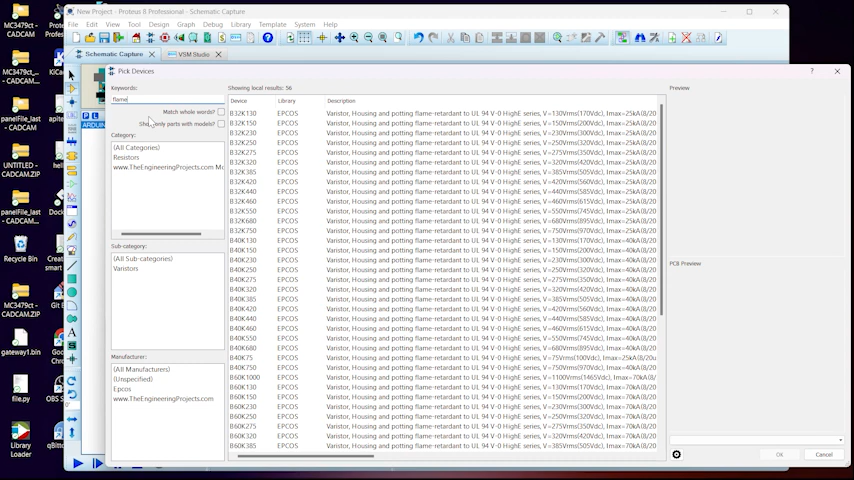 New Project - Proteus 8 Professional - Schematic Capture
File Edit View Tool Design Graph Debug Library Template System Help
Schematic Capture
VSM Studio
MC3479ct - CADCAM
MC3479ct_... - CADCAM...
panelFile_last - CADCAM
UNTITLED - CADCAM.ZIP
panelFile_last - CADCAM...
Recycle Bin
MC3479ct - CADCAM.ZIP
gateway1.bin
file.py
Library Loader
P L
Pick Devices
Keywords:
flame
Match whole words?
Show only parts with models?
Category:
(All Categories)
Resistors
www.TheEngineeringProjects.com Mo
Sub-category:
(All Sub-categories)
Varistors
Manufacturer:
(All Manufacturers)
(Unspecified)
Epcos
www.TheEngineeringProjects.com
Showing local results: 56
Device Library Description
B32K130 EPCOS Varistor, Housing and potting flame-retardant to UL 94 V-0 HighE series, V=130Vrms(170Vdc), Imax=25kA(8/20
B32K150 EPCOS Varistor, Housing and potting flame-retardant to UL 94 V-0 HighE series, V=150Vrms(200Vdc), Imax=25kA(8/20
B32K230 EPCOS Varistor, Housing and potting flame-retardant to UL 94 V-0 HighE series, V=230Vrms(300Vdc), Imax=25kA(8/20
B32K250 EPCOS Varistor, Housing and potting flame-retardant to UL 94 V-0 HighE series, V=250Vrms(320Vdc), Imax=25kA(8/20
B32K275 EPCOS Varistor, Housing and potting flame-retardant to UL 94 V-0 HighE series, V=275Vrms(350Vdc), Imax=25kA(8/20
B32K320 EPCOS Varistor, Housing and potting flame-retardant to UL 94 V-0 HighE series, V=320Vrms(420Vdc), Imax=25kA(8/20
B32K385 EPCOS Varistor, Housing and potting flame-retardant to UL 94 V-0 HighE series, V=385Vrms(505Vdc), Imax=25kA(8/20
B32K420 EPCOS Varistor, Housing and potting flame-retardant to UL 94 V-0 HighE series, V=420Vrms(560Vdc), Imax=25kA(8/20
B32K440 EPCOS Varistor, Housing and potting flame-retardant to UL 94 V-0 HighE series, V=440Vrms(585Vdc), Imax=25kA(8/20
B32K460 EPCOS Varistor, Housing and potting flame-retardant to UL 94 V-0 HighE series, V=460Vrms(615Vdc), Imax=25kA(8/20
B32K550 EPCOS Varistor, Housing and potting flame-retardant to UL 94 V-0 HighE series, V=550Vrms(745Vdc), Imax=25kA(8/20
B32K680 EPCOS Varistor, Housing and potting flame-retardant to UL 94 V-0 HighE series, V=680Vrms(895Vdc), Imax=25kA(8/20
B32K750 EPCOS Varistor, Housing and potting flame-retardant to UL 94 V-0 HighE series, V=750Vrms(970Vdc), Imax=25kA(8/20
B40K130 EPCOS Varistor, Housing and potting flame-retardant to UL 94 V-0 HighE series, V=130Vrms(170Vdc), Imax=40kA(8/20
B40K150 EPCOS Varistor, Housing and potting flame-retardant to UL 94 V-0 HighE series, V=150Vrms(200Vdc), Imax=40kA(8/20
B40K230 EPCOS Varistor, Housing and potting flame-retardant to UL 94 V-0 HighE series, V=230Vrms(300Vdc), Imax=40kA(8/20
B40K250 EPCOS Varistor, Housing and potting flame-retardant to UL 94 V-0 HighE series, V=250Vrms(320Vdc), Imax=40kA(8/20
B40K275 EPCOS Varistor, Housing and potting flame-retardant to UL 94 V-0 HighE series, V=275Vrms(350Vdc), Imax=40kA(8/20
B40K320 EPCOS Varistor, Housing and potting flame-retardant to UL 94 V-0 HighE series, V=320Vrms(420Vdc), Imax=40kA(8/20
B40K385 EPCOS Varistor, Housing and potting flame-retardant to UL 94 V-0 HighE series, V=385Vrms(505Vdc), Imax=40kA(8/20
B40K420 EPCOS Varistor, Housing and potting flame-retardant to UL 94 V-0 HighE series, V=420Vrms(560Vdc), Imax=40kA(8/20
B40K440 EPCOS Varistor, Housing and potting flame-retardant to UL 94 V-0 HighE series, V=440Vrms(585Vdc), Imax=40kA(8/20
B40K460 EPCOS Varistor, Housing and potting flame-retardant to UL 94 V-0 HighE series, V=460Vrms(615Vdc), Imax=40kA(8/20
B40K550 EPCOS Varistor, Housing and potting flame-retardant to UL 94 V-0 HighE series, V=550Vrms(745Vdc), Imax=40kA(8/20
B40K680 EPCOS Varistor, Housing and potting flame-retardant to UL 94 V-0 HighE series, V=680Vrms(895Vdc), Imax=40kA(8/20
B40K75 EPCOS Varistor, Housing and potting flame-retardant to UL 94 V-0 HighE series, V=75Vrms(100Vdc), Imax=25kA(8/20u
B40K750 EPCOS Varistor, Housing and potting flame-retardant to UL 94 V-0 HighE series, V=750Vrms(970Vdc), Imax=40kA(8/20
B60K1000 EPCOS Varistor, Housing and potting flame-retardant to UL 94 V-0 HighE series, V=1100Vrms(1465Vdc), Imax=70kA(8/
B60K130 EPCOS Varistor, Housing and potting flame-retardant to UL 94 V-0 HighE series, V=130Vrms(170Vdc), Imax=70kA(8/20
B60K150 EPCOS Varistor, Housing and potting flame-retardant to UL 94 V-0 HighE series, V=150Vrms(200Vdc), Imax=70kA(8/20
B60K230 EPCOS Varistor, Housing and potting flame-retardant to UL 94 V-0 HighE series, V=230Vrms(300Vdc), Imax=70kA(8/20
B60K250 EPCOS Varistor, Housing and potting flame-retardant to UL 94 V-0 HighE series, V=250Vrms(320Vdc), Imax=70kA(8/20
B60K275 EPCOS Varistor, Housing and potting flame-retardant to UL 94 V-0 HighE series, V=275Vrms(350Vdc), Imax=70kA(8/20
B60K320 EPCOS Varistor, Housing and potting flame-retardant to UL 94 V-0 HighE series, V=320Vrms(420Vdc), Imax=70kA(8/20
B60K385 EPCOS Varistor, Housing and potting flame-retardant to UL 94 V-0 HighE series, V=385Vrms(505Vdc), Imax=70kA(8/20
Preview
PCB Preview
OK
Cancel